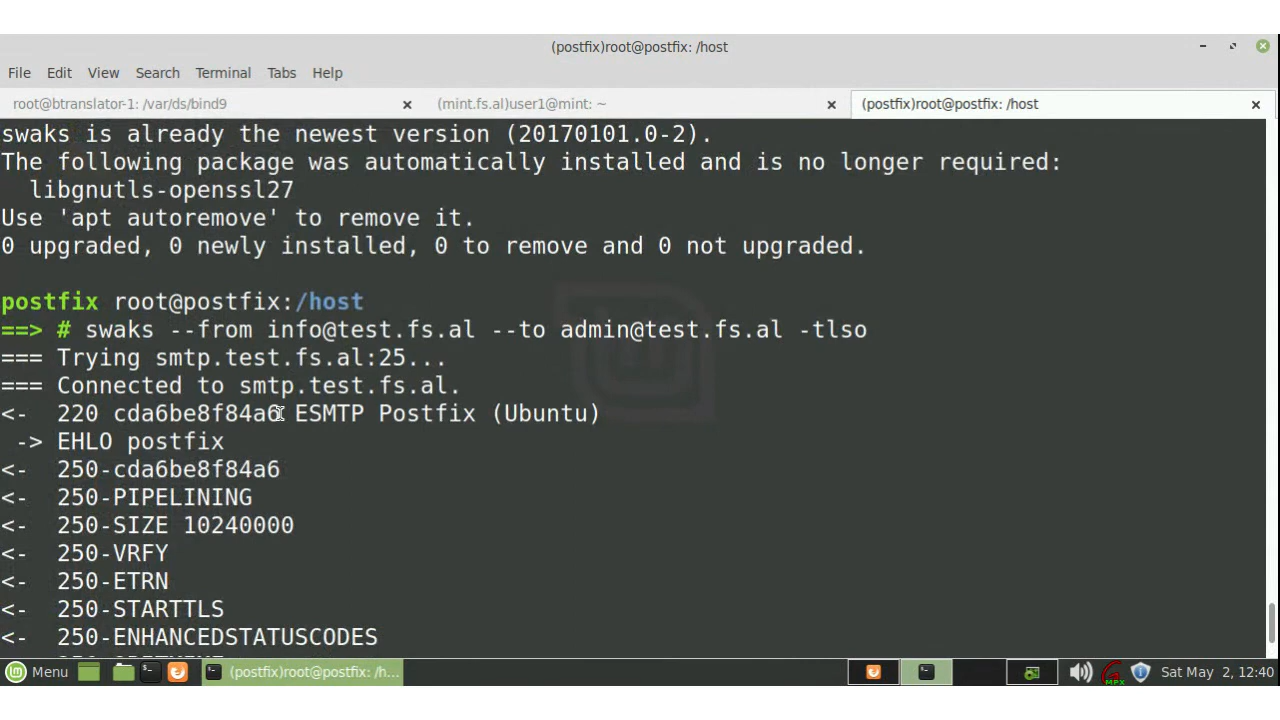 (postfix)root@postfix: /host
File Edit View Search Terminal Tabs Help
root@btranslator-1: /var/ds/bind9
(mint.fs.al)user1@mint: ~
(postfix)root@postfix: /host
swaks is already the newest version (20170101.0-2).
The following package was automatically installed and is no longer required:
libgnutls-openssl27
Use 'apt autoremove' to remove it.
0 upgraded, 0 newly installed, 0 to remove and 0 not upgraded.
postfix root@postfix:/host
==> # swaks --from info@test.fs.al --to admin@test.fs.al -tlso
=== Trying smtp.test.fs.al:25...
=== Connected to smtp.test.fs.al.
<-  220 cda6be8f84a6 ESMTP Postfix (Ubuntu)
 -> EHLO postfix
<-  250-cda6be8f84a6
<-  250-PIPELINING
<-  250-SIZE 10240000
<-  250-VRFY
<-  250-ETRN
<-  250-STARTTLS
<-  250-ENHANCEDSTATUSCODES
Menu
(postfix)root@postfix: /h...
MPX
Sat May 2, 12:40